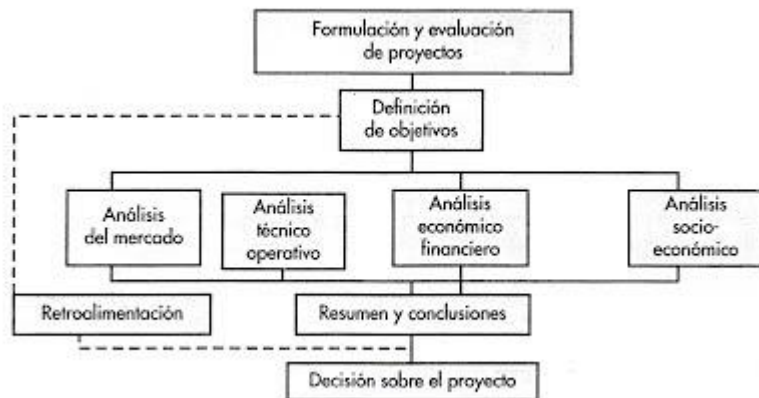 Formulación y evaluación
de proyectos
Definición
de objetivos
Análisis
del mercado
Análisis
técnico
operativo
Análisis
económico
financiero
Análisis
socio-
económico
Retroalimentación
Resumen y conclusiones
Decisión sobre el proyecto